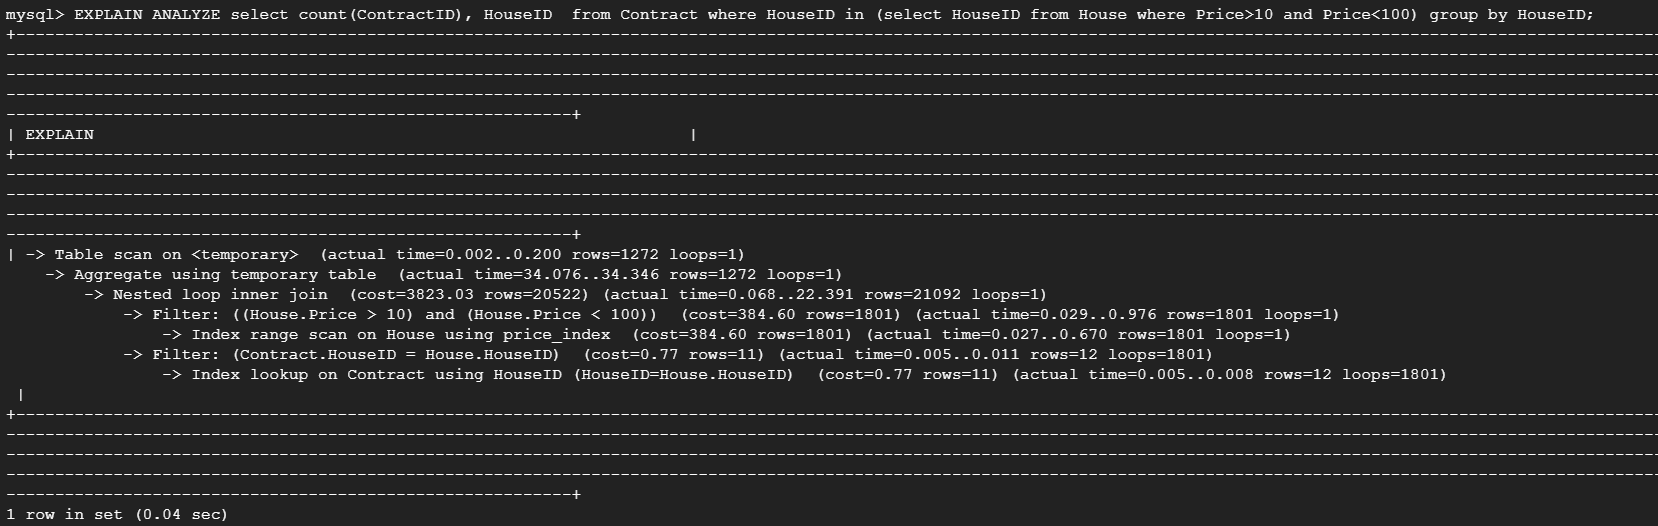 mysql> EXPLAIN ANALYZE select count(ContractID), HouseID  from Contract where HouseID in (select HouseID from House where Price>10 and Price<100) group by HouseID;
| EXPLAIN |
| -> Table scan on <temporary>  (actual time=0.002..0.200 rows=1272 loops=1)
-> Aggregate using temporary table  (actual time=34.076..34.346 rows=1272 loops=1)
-> Nested loop inner join  (cost=3823.03 rows=20522) (actual time=0.068..22.391 rows=21092 loops=1)
-> Filter: ((House.Price > 10) and (House.Price < 100))  (cost=384.60 rows=1801) (actual time=0.029..0.976 rows=1801 loops=1)
-> Index range scan on House using price_index  (cost=384.60 rows=1801) (actual time=0.027..0.670 rows=1801 loops=1)
-> Filter: (Contract.HouseID = House.HouseID)  (cost=0.77 rows=11) (actual time=0.005..0.011 rows=12 loops=1801)
-> Index lookup on Contract using HouseID (HouseID=House.HouseID)  (cost=0.77 rows=11) (actual time=0.005..0.008 rows=12 loops=1801)
|
1 row in set (0.04 sec)